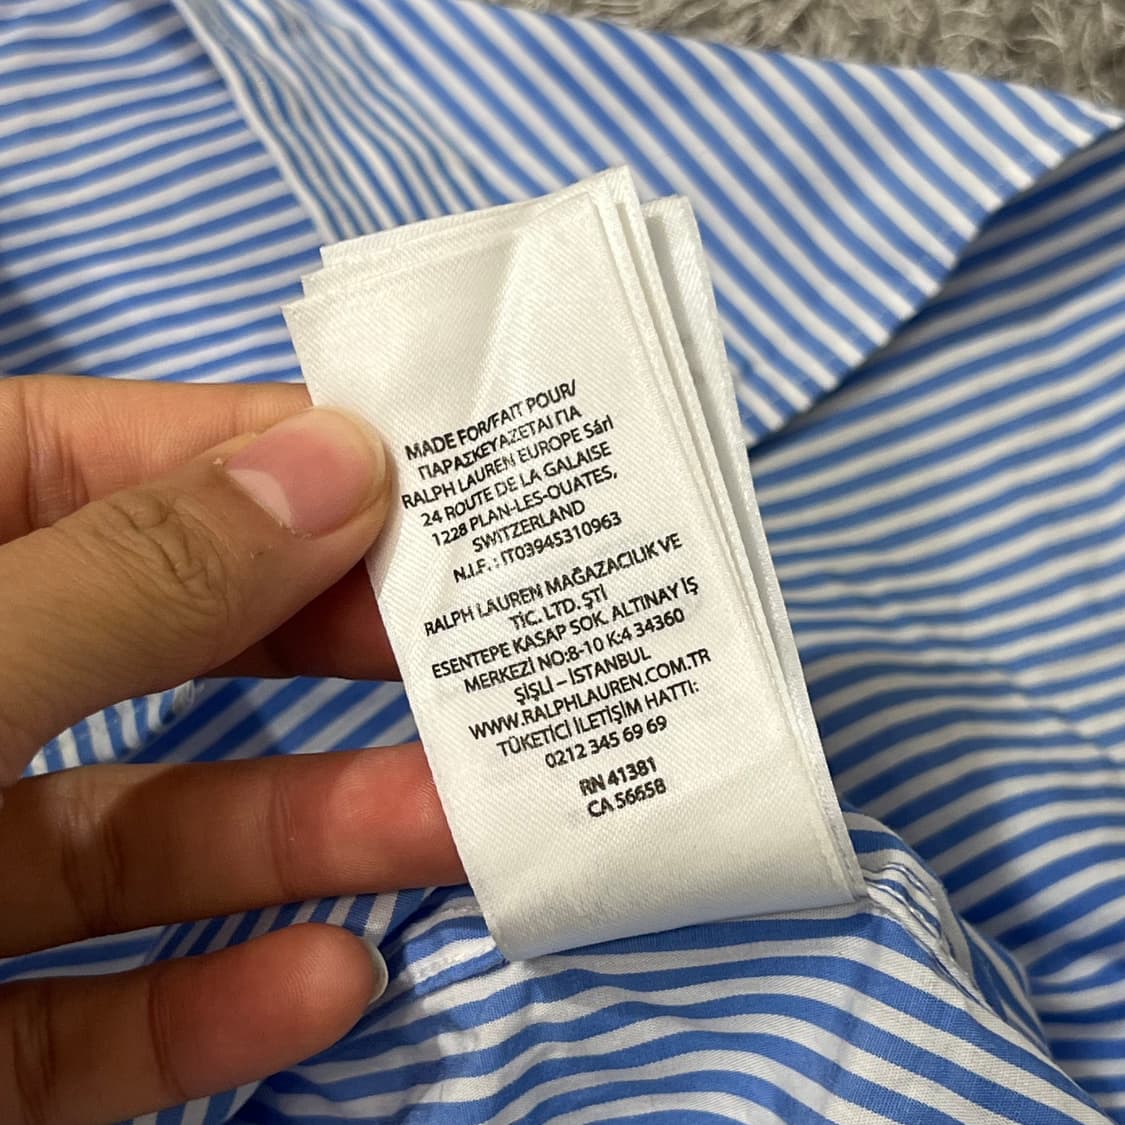 MADE FOR/FAIT POUR/
ΠΑΡΑΣΚΕΥΑΖΕΤΑΙ ΓΙΑ
RALPH LAUREN EUROPE Sárl
24 ROUTE DE LA GALAISE
1228 PLAN-LES-OUATES,
SWITZERLAND
N.I.F. : IT03945310963
RALPH LAUREN MAĞAZACILIK VE
TİC. LTD. ŞTİ
ESENTEPE KASAP SOK. ALTINAY İŞ
MERKEZİ NO:8-10 K:4 34360
ŞİŞLİ – İSTANBUL
WWW.RALPHLAUREN.COM.TR
TÜKETİCİ İLETİŞİM HATTI:
0212 345 69 69
RN 41381
CA 56658